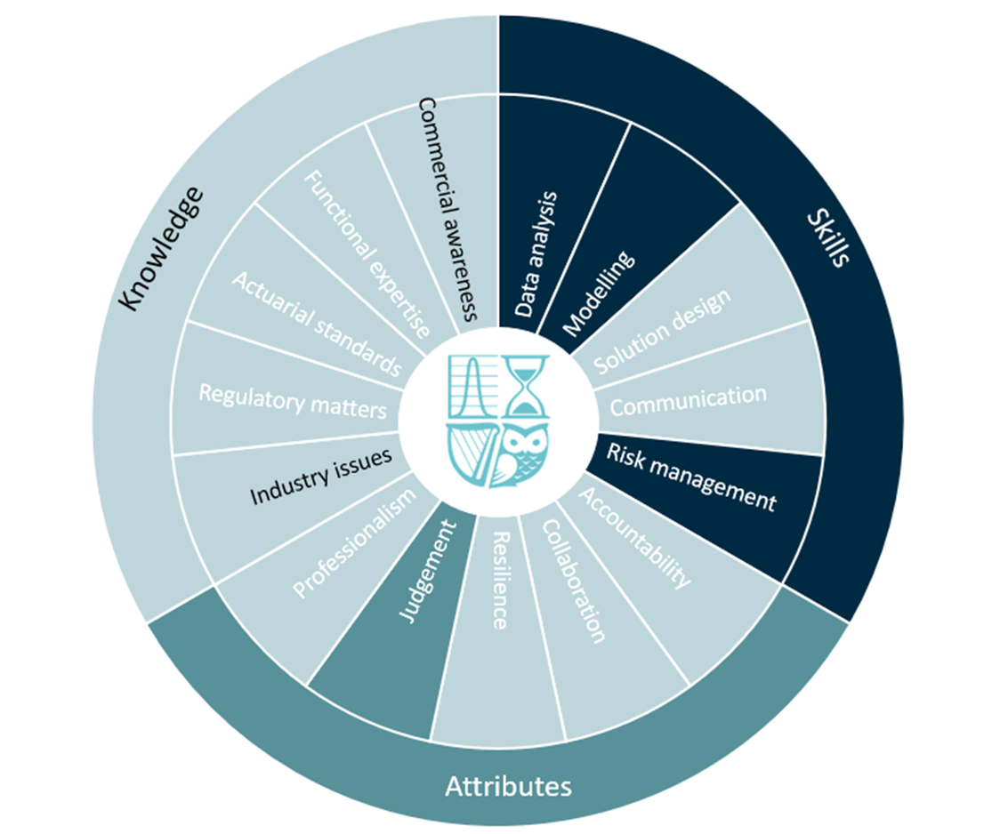 Knowledge
Commercial awareness
Functional expertise
Actuarial standards
Regulatory matters
Industry issues
Skills
Data analysis
Modelling
Solution design
Communication
Risk management
Attributes
Accountability
Collaboration
Resilience
Judgement
Professionalism